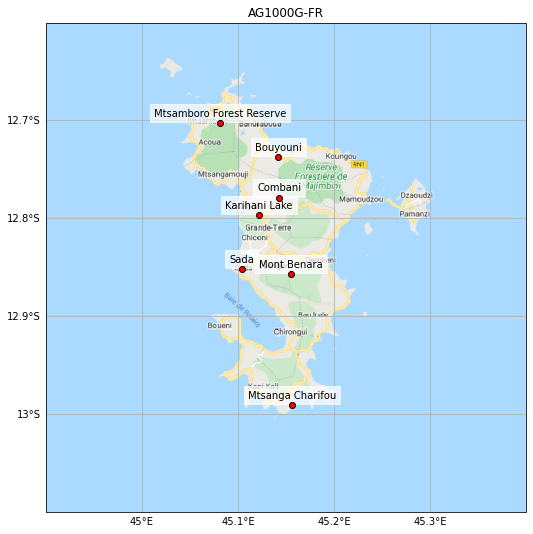 AG1000G-FR
12.7°S
12.8°S
12.9°S
13°S
Mtsamboro Forest Reserve
Bandraboua
Acoua
Bouyouni
Koungou
RN1
Mtsangamouji
Réserve
Forestière de
Majimbini
Combani
Mamoudzou
Dzaoudzi
Pamanzi
Karihani Lake
Grande-Terre
Chiconi
Sada
Mont Benara
Baie de Boueni
Boueni
Chirongui
Mtsanga Charifou
45°E
45.1°E
45.2°E
45.3°E